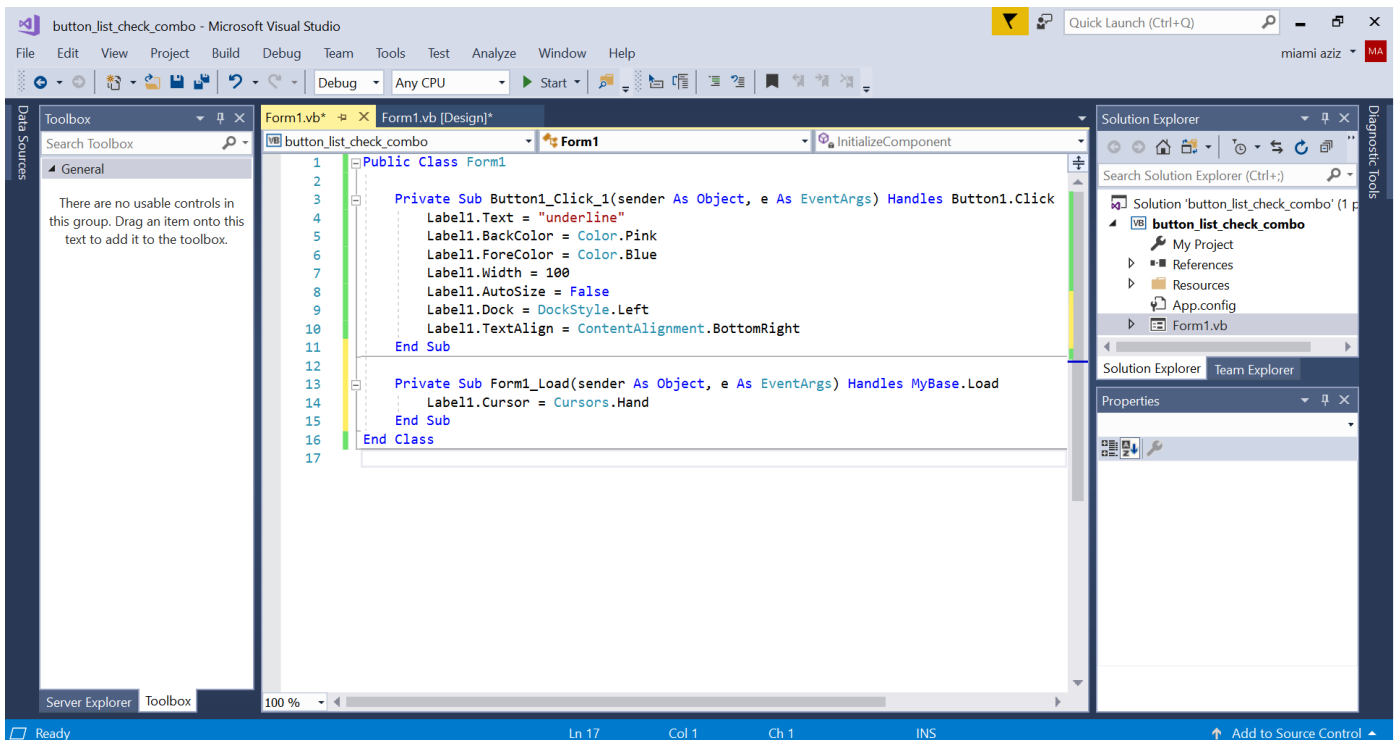 button_list_check_combo - Microsoft Visual Studio
Quick Launch (Ctrl+Q)
File Edit View Project Build Debug Team Tools Test Analyze Window Help
miami aziz MA
Debug Any CPU Start
Data Sources
Toolbox
Search Toolbox
General
There are no usable controls in
this group. Drag an item onto this
text to add it to the toolbox.
Server Explorer Toolbox
Form1.vb* Form1.vb [Design]*
VB button_list_check_combo Form1 InitializeComponent
1 Public Class Form1
2
3 Private Sub Button1_Click_1(sender As Object, e As EventArgs) Handles Button1.Click
4 Label1.Text = "underline"
5 Label1.BackColor = Color.Pink
6 Label1.ForeColor = Color.Blue
7 Label1.Width = 100
8 Label1.AutoSize = False
9 Label1.Dock = DockStyle.Left
10 Label1.TextAlign = ContentAlignment.BottomRight
11 End Sub
12
13 Private Sub Form1_Load(sender As Object, e As EventArgs) Handles MyBase.Load
14 Label1.Cursor = Cursors.Hand
15 End Sub
16 End Class
17
100 %
Solution Explorer
Search Solution Explorer (Ctrl+;)
Solution 'button_list_check_combo' (1 p
VB button_list_check_combo
My Project
References
Resources
App.config
Form1.vb
Solution Explorer Team Explorer
Properties
Diagnostic Tools
Ready Ln 17 Col 1 Ch 1 INS Add to Source Control